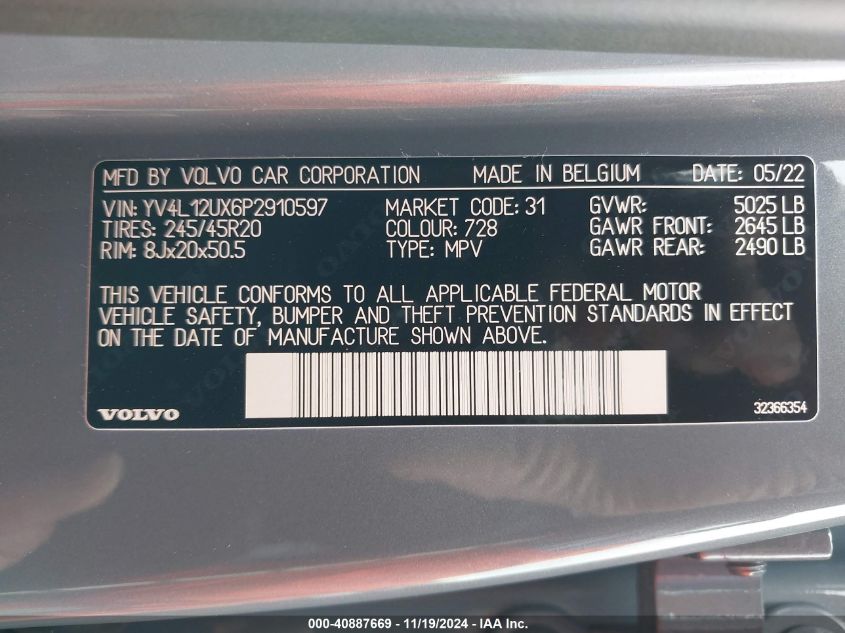 MFD BY VOLVO CAR CORPORATION MADE IN BELGIUM DATE: 05/22
VIN: YV4L12UX6P2910597 MARKET CODE: 31 GVWR: 5025 LB
TIRES: 245/45R20 COLOUR: 728 GAWR FRONT: 2645 LB
RIM: 8Jx20x50.5 TYPE: MPV GAWR REAR: 2490 LB
THIS VEHICLE CONFORMS TO ALL APPLICABLE FEDERAL MOTOR
VEHICLE SAFETY, BUMPER AND THEFT PREVENTION STANDARDS IN EFFECT
ON THE DATE OF MANUFACTURE SHOWN ABOVE.
VOLVO 32366354
000-40887669 - 11/19/2024 - IAA Inc.